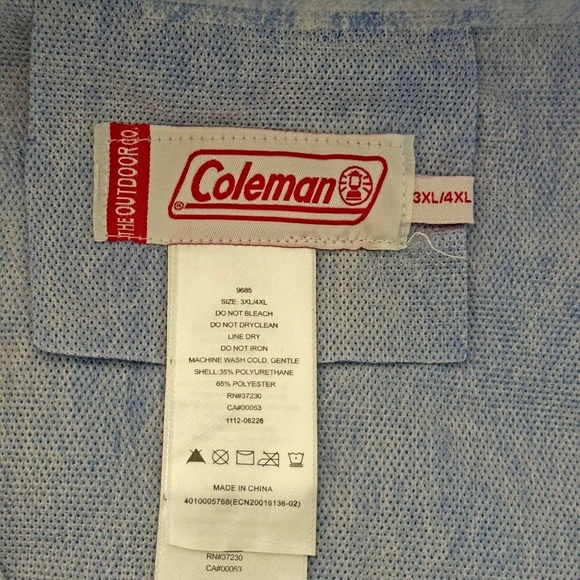 THE OUTDOOR CO.
Coleman ®
3XL/4XL
9685
SIZE: 3XL/4XL
DO NOT BLEACH
DO NOT DRYCLEAN
LINE DRY
DO NOT IRON
MACHINE WASH COLD, GENTLE
SHELL:35% POLYURETHANE
65% POLYESTER
RN#37230
CA#00053
1112-06226
MADE IN CHINA
4010005768(ECN20016136-02)
RN#37230
CA#00053